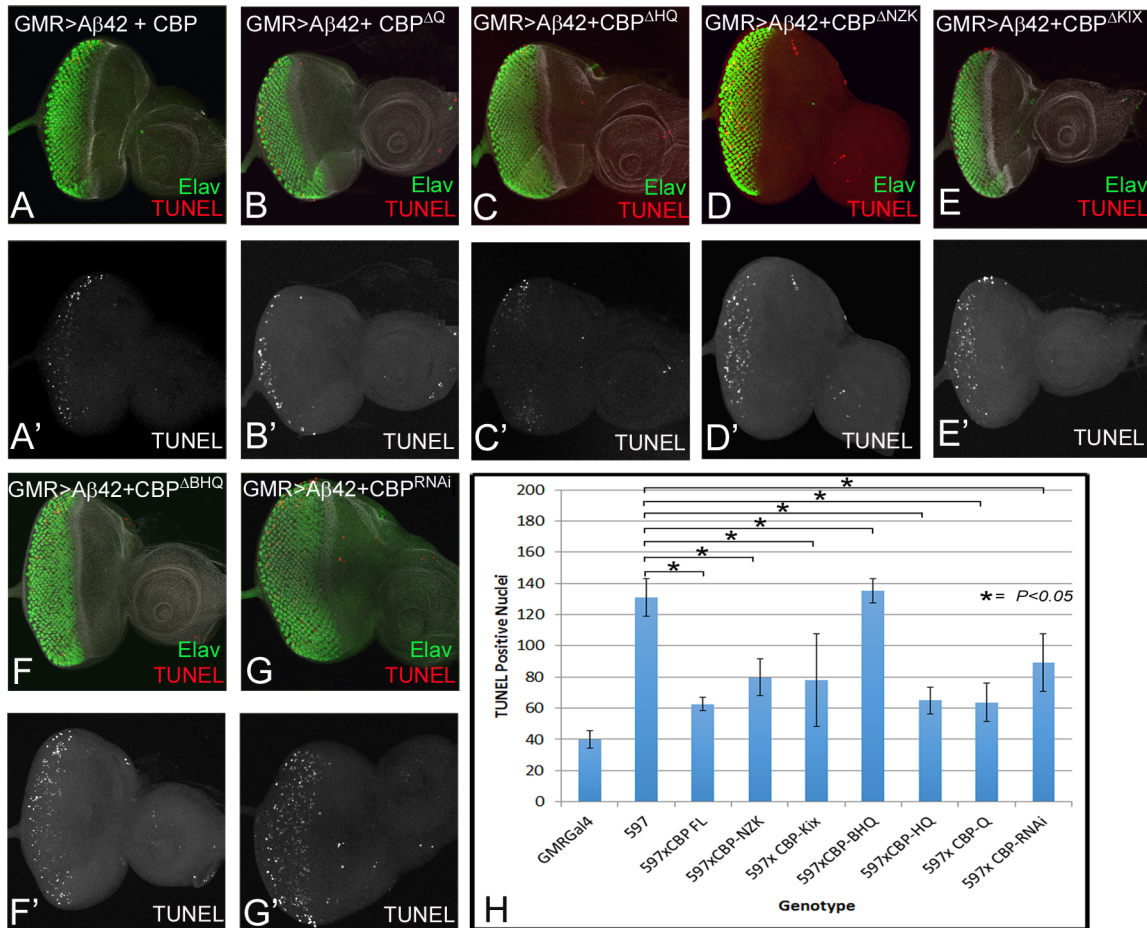 GMR>Aβ42 + CBP
Elav
TUNEL
A
GMR>Aβ42+ CBPΔQ
Elav
TUNEL
B
GMR>Aβ42+CBPΔHQ
Elav
TUNEL
C
GMR>Aβ42+CBPΔNZK
Elav
TUNEL
D
GMR>Aβ42+CBPΔKIX
Elav
TUNEL
E
A’
TUNEL
B’
TUNEL
C’
TUNEL
D’
TUNEL
E’
TUNEL
GMR>Aβ42+CBPΔBHQ
Elav
TUNEL
F
GMR>Aβ42+CBPRNAi
Elav
TUNEL
G
F’
TUNEL
G’
TUNEL
TUNEL Positive Nuclei
200
180
160
140
120
100
80
60
40
20
0
*
*
*
*
*
*
*
*= P<0.05
GMRGal4
597
597xCBP FL
597xCBP-NZK
597x CBP-Kix
597xCBP-BHQ
597xCBP-HQ
597x CBP-Q
597x CBP-RNAi
Genotype
H